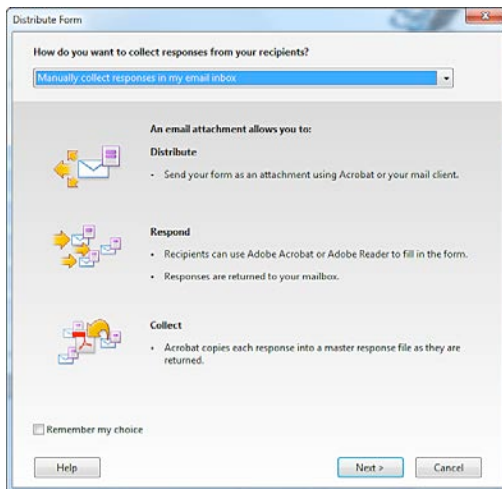 Distribute Form
How do you want to collect responses from your recipients?
Manually collect responses in my email inbox
An email attachment allows you to:
Distribute
• Send your form as an attachment using Acrobat or your mail client.
Respond
• Recipients can use Adobe Acrobat or Adobe Reader to fill in the form.
• Responses are returned to your mailbox.
Collect
• Acrobat copies each response into a master response file as they are
returned.
Remember my choice
Help
Next >
Cancel